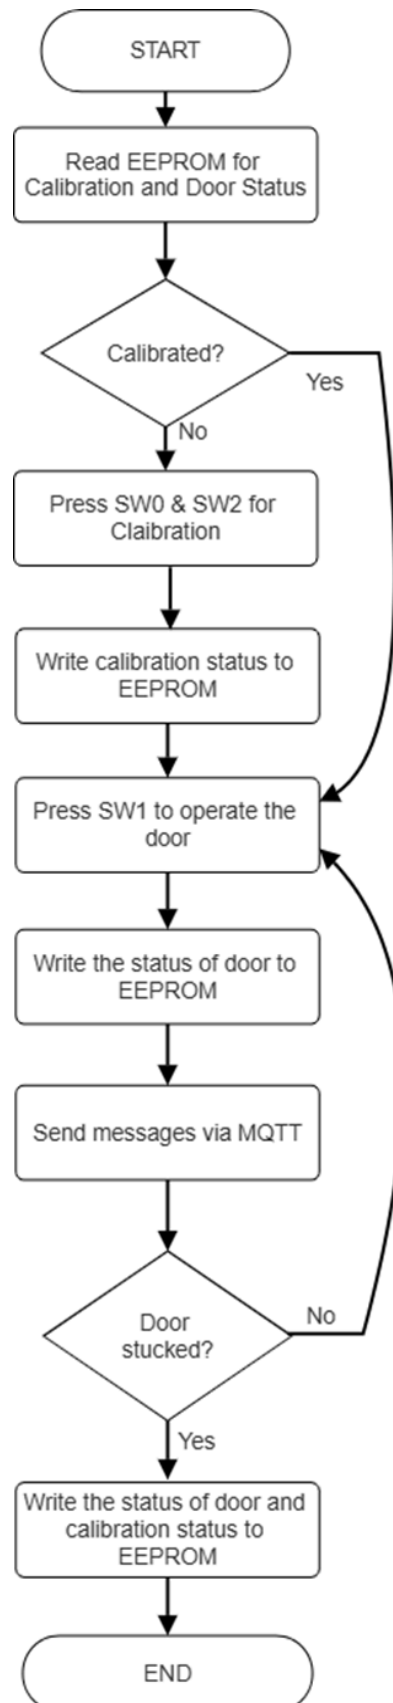 START
Read EEPROM for
Calibration and Door Status
Calibrated?
Yes
No
Press SW0 & SW2 for
Claibration
Write calibration status to
EEPROM
Press SW1 to operate the
door
Write the status of door to
EEPROM
Send messages via MQTT
Door
stucked?
No
Yes
Write the status of door and
calibration status to
EEPROM
END